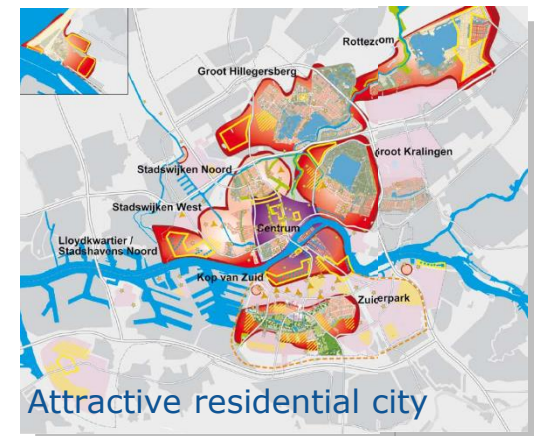 Rottezoom
Groot Hillegersberg
Groot Kralingen
Stadswijken Noord
Stadswijken West
Centrum
Lloydkwartier /
Stadshavens Noord
Kop van Zuid
Zuiderpark
Attractive residential city